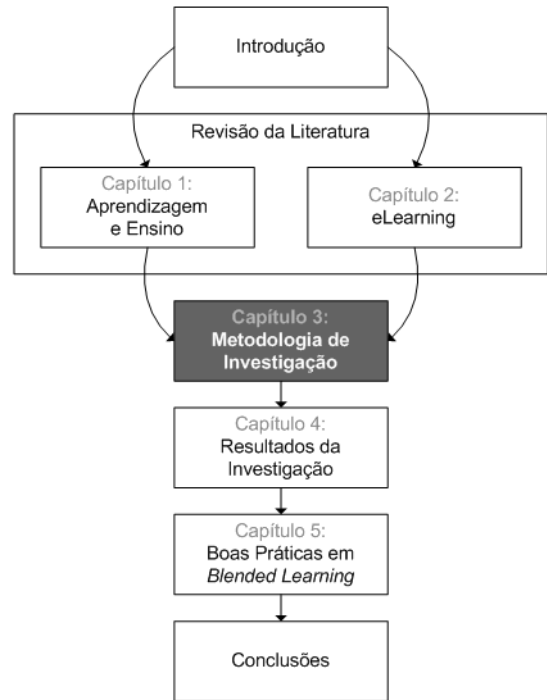 Introdução
Revisão da Literatura
Capítulo 1:
Aprendizagem
e Ensino
Capítulo 2:
eLearning
Capítulo 3:
Metodologia de
Investigação
Capítulo 4:
Resultados da
Investigação
Capítulo 5:
Boas Práticas em
Blended Learning
Conclusões